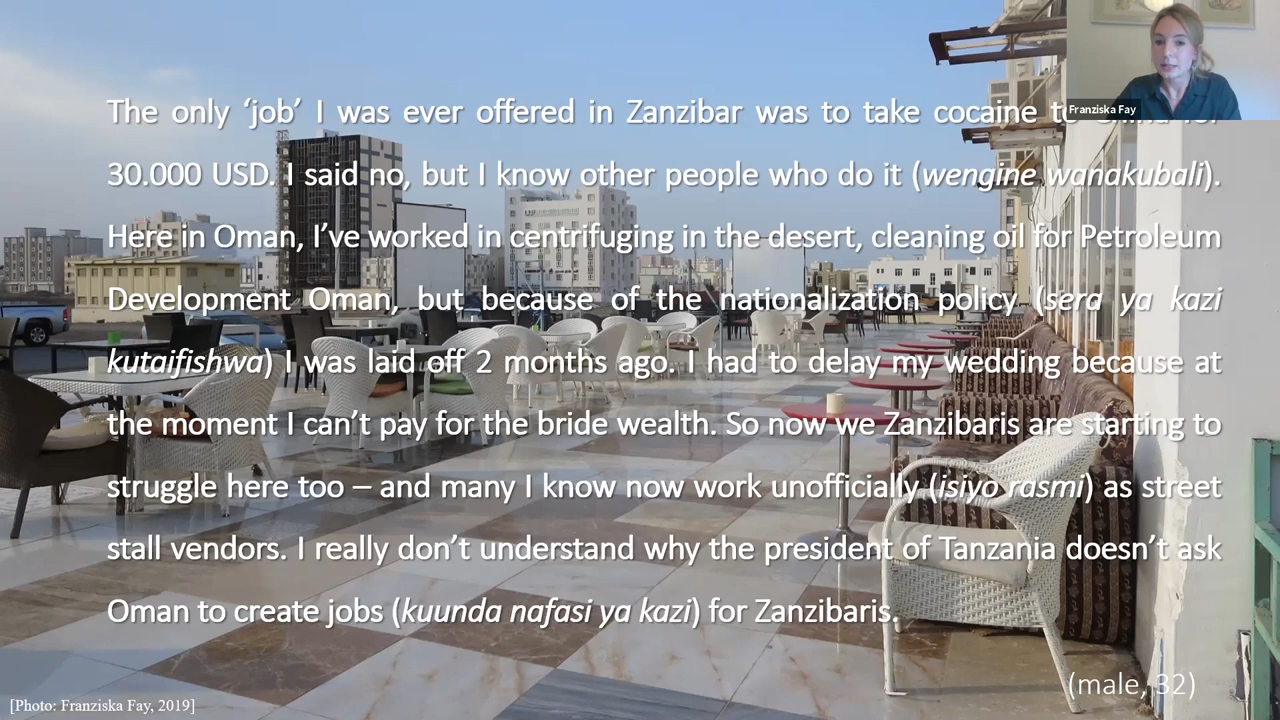 The only ‘job’ I was ever offered in Zanzibar was to take cocaine
30.000 USD. I said no, but I know other people who do it (wengine wanakubali).
Here in Oman, I’ve worked in centrifuging in the desert, cleaning oil for Petroleum
Development Oman, but because of the nationalization policy (sera ya kazi
kutaifishwa) I was laid off 2 months ago. I had to delay my wedding because at
the moment I can’t pay for the bride wealth. So now we Zanzibaris are starting to
struggle here too – and many I know now work unofficially (isiyo rasmi) as street
stall vendors. I really don’t understand why the president of Tanzania doesn’t ask
Oman to create jobs (kuunda nafasi ya kazi) for Zanzibaris.
(male, 32)
[Photo: Franziska Fay, 2019]
Franziska Fay